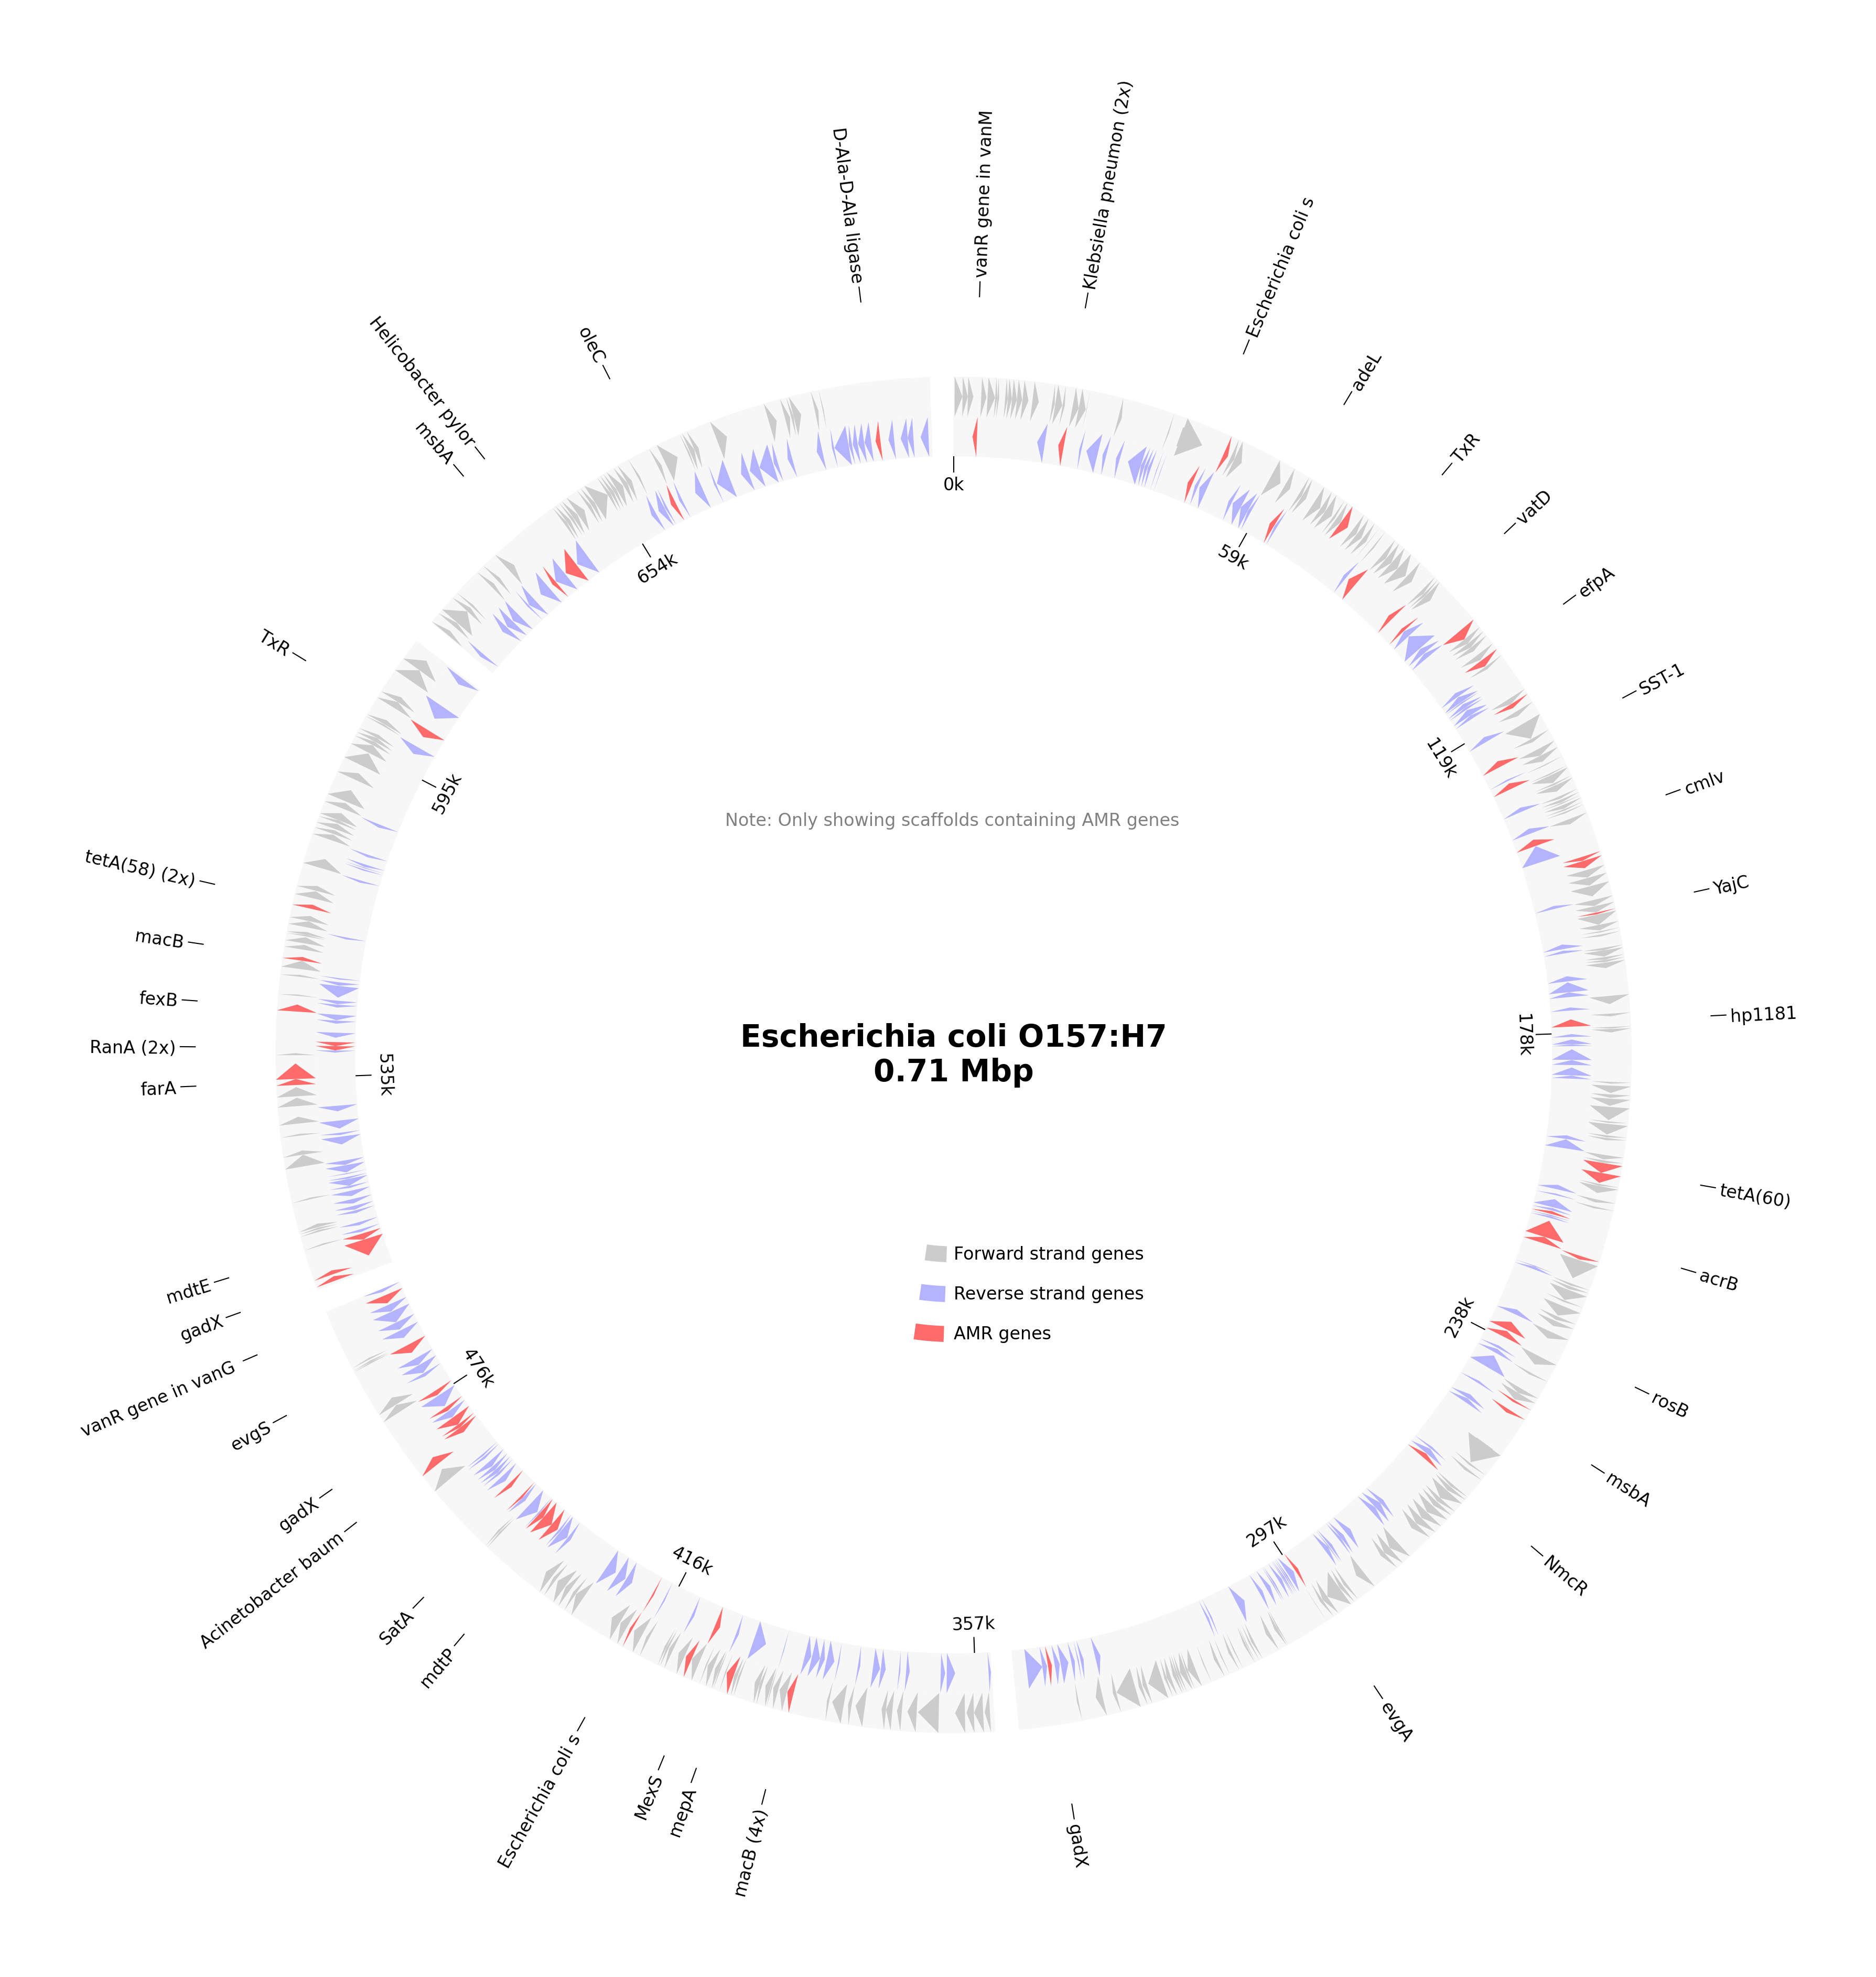 vanR gene in vanM
Klebsiella pneumon (2x)
Escherichia coli s
adeL
TxR
vatD
efpA
SST-1
cmlv
YajC
hp1181
tetA(60)
acrB
rosB
msbA
NmcR
evgA
gadX
macB (4x)
mepA
MexS
Escherichia coli s
mdtP
SatA
Acinetobacter baum
gadX
evgS
vanR gene in vanG
gadX
mdtE
farA
RanA (2x)
fexB
macB
tetA(58) (2x)
TxR
msbA
Helicobacter pylor
oleC
D-Ala-D-Ala ligase
0k
59k
119k
178k
238k
297k
357k
416k
476k
535k
595k
654k
Note: Only showing scaffolds containing AMR genes
Escherichia coli O157:H7
0.71 Mbp
Forward strand genes
Reverse strand genes
AMR genes